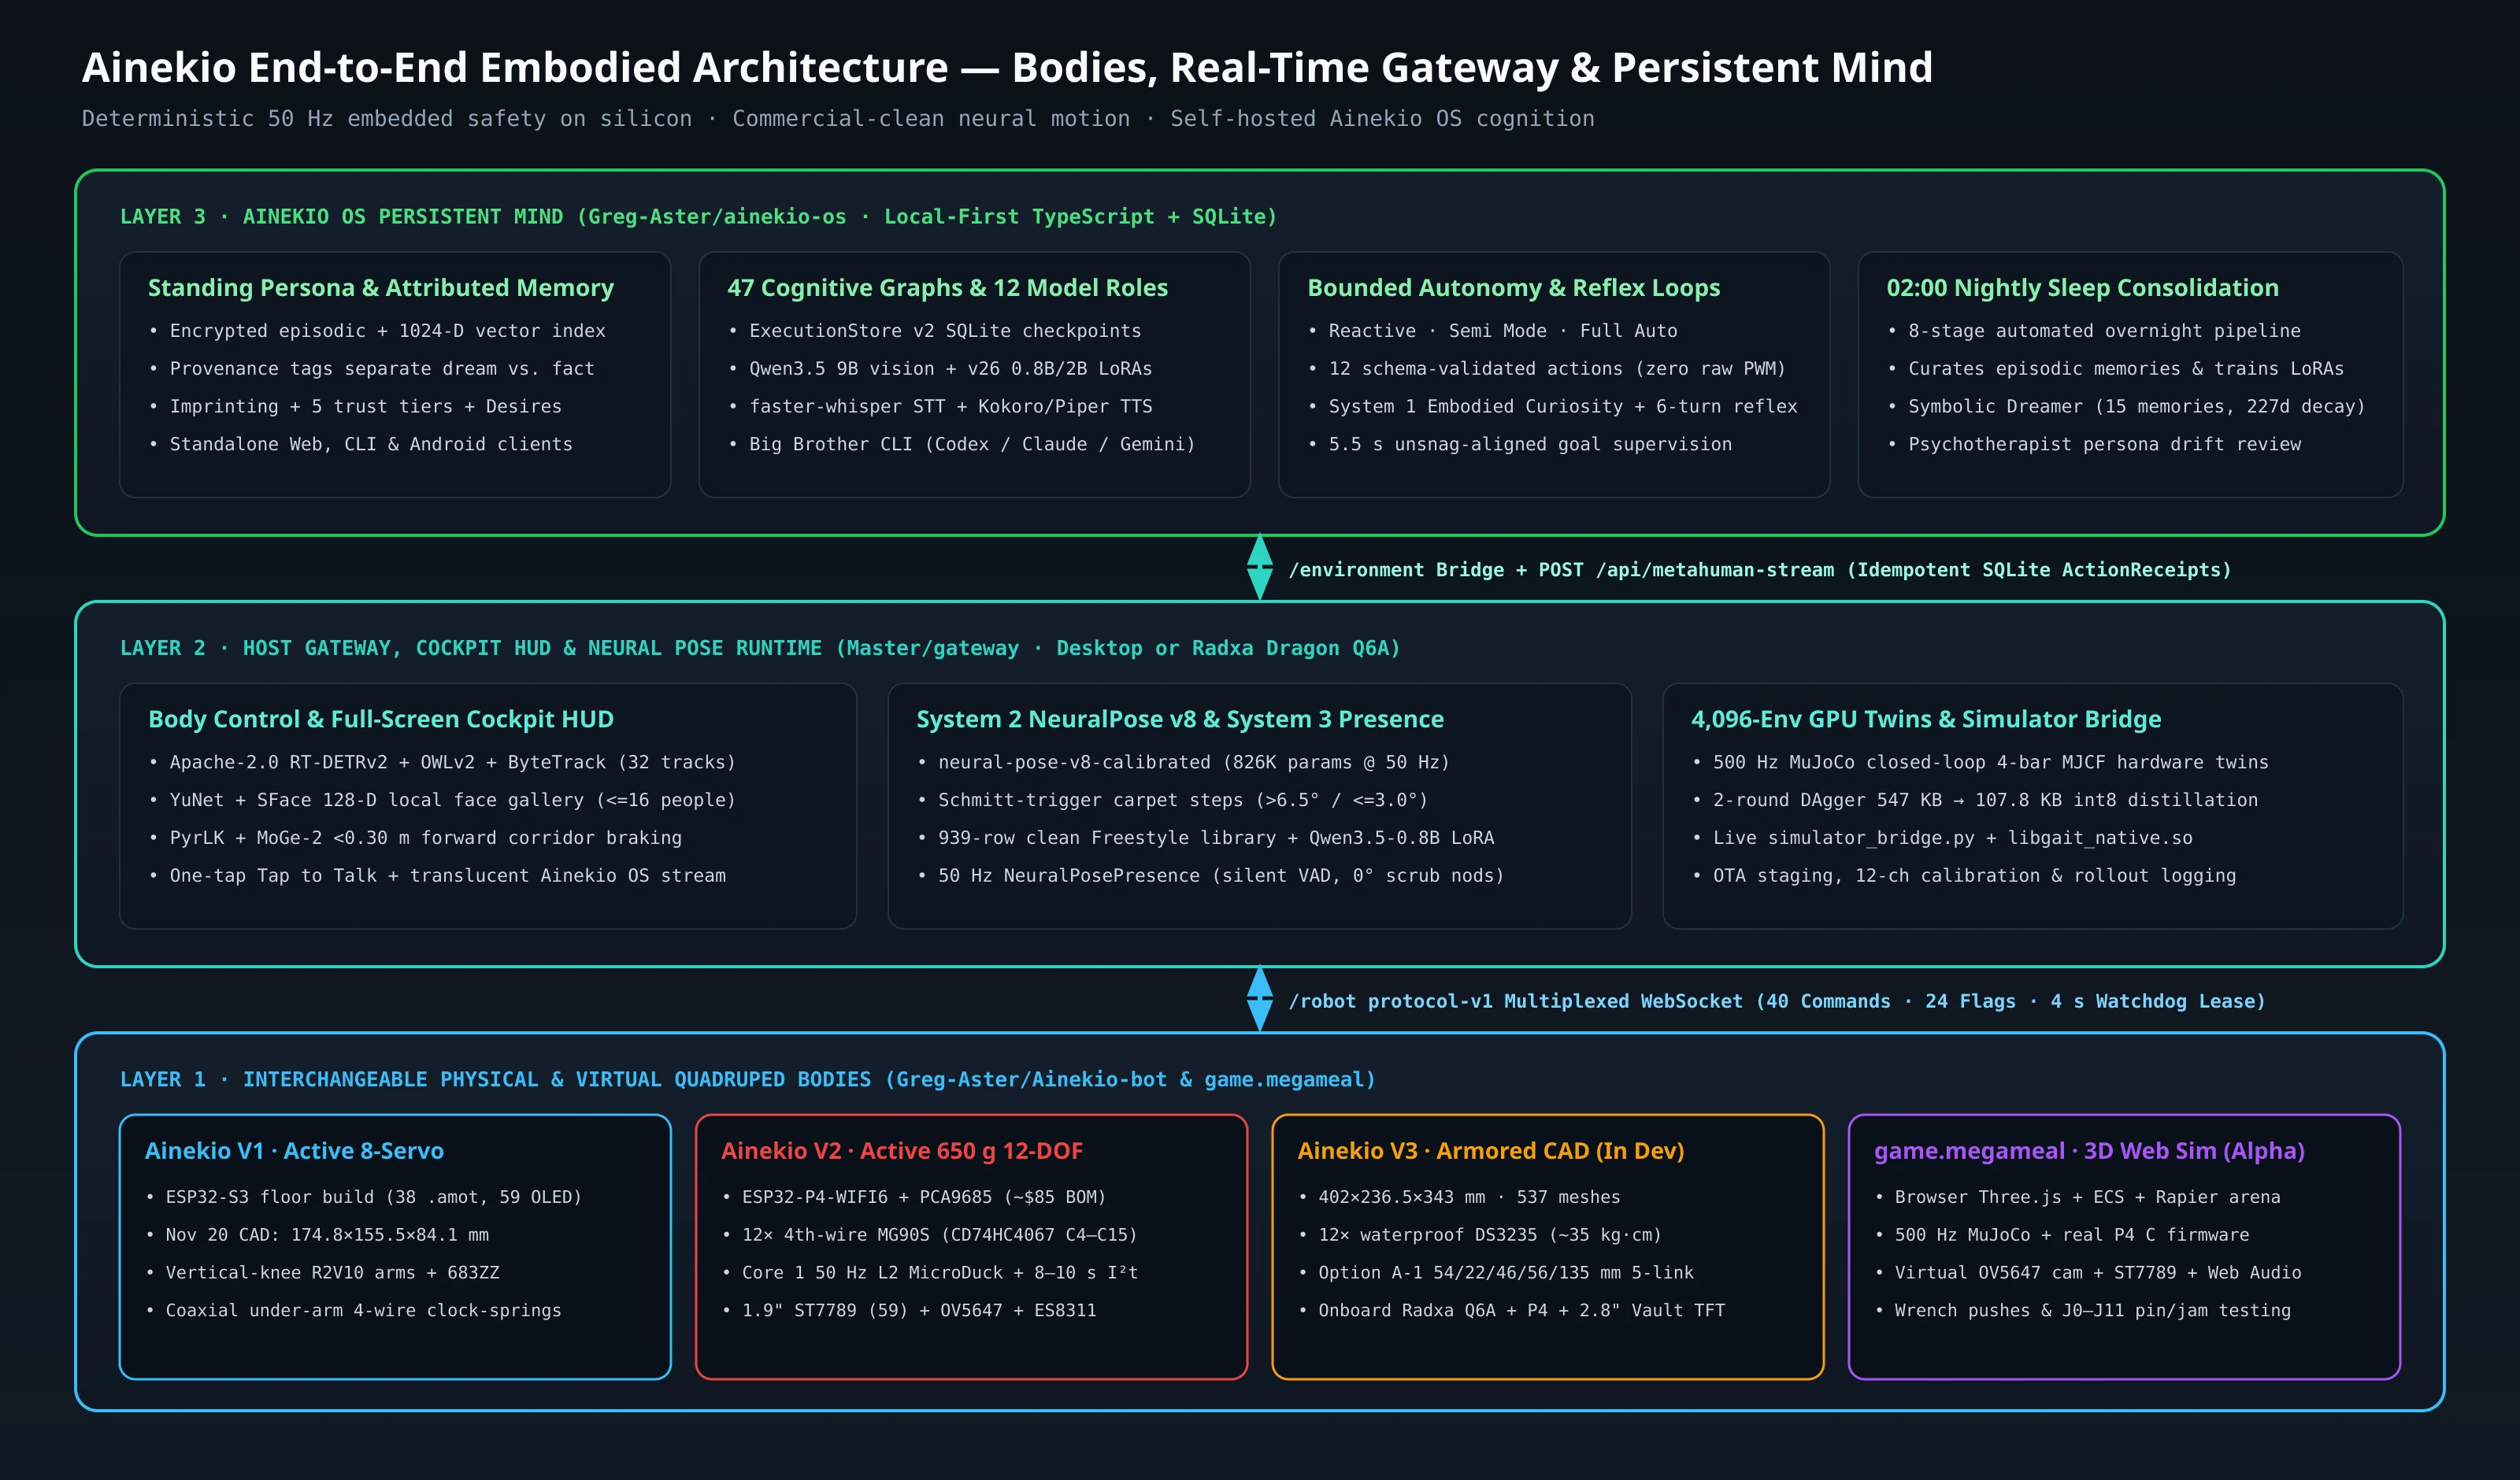 Ainekio End-to-End Embodied Architecture — Bodies, Real-Time Gateway & Persistent Mind
Deterministic 50 Hz embedded safety on silicon · Commercial-clean neural motion · Self-hosted Ainekio OS cognition
LAYER 3 · AINEKIO OS PERSISTENT MIND (Greg-Aster/ainekio-os · Local-First TypeScript + SQLite)
Standing Persona & Attributed Memory
• Encrypted episodic + 1024-D vector index
• Provenance tags separate dream vs. fact
• Imprinting + 5 trust tiers + Desires
• Standalone Web, CLI & Android clients
47 Cognitive Graphs & 12 Model Roles
• ExecutionStore v2 SQLite checkpoints
• Qwen3.5 9B vision + v26 0.8B/2B LoRAs
• faster-whisper STT + Kokoro/Piper TTS
• Big Brother CLI (Codex / Claude / Gemini)
Bounded Autonomy & Reflex Loops
• Reactive · Semi Mode · Full Auto
• 12 schema-validated actions (zero raw PWM)
• System 1 Embodied Curiosity + 6-turn reflex
• 5.5 s unsnag-aligned goal supervision
02:00 Nightly Sleep Consolidation
• 8-stage automated overnight pipeline
• Curates episodic memories & trains LoRAs
• Symbolic Dreamer (15 memories, 227d decay)
• Psychotherapist persona drift review
/environment Bridge + POST /api/metahuman-stream (Idempotent SQLite ActionReceipts)
LAYER 2 · HOST GATEWAY, COCKPIT HUD & NEURAL POSE RUNTIME (Master/gateway · Desktop or Radxa Dragon Q6A)
Body Control & Full-Screen Cockpit HUD
• Apache-2.0 RT-DETRv2 + OWLv2 + ByteTrack (32 tracks)
• YuNet + SFace 128-D local face gallery (<=16 people)
• PyrLK + MoGe-2 <0.30 m forward corridor braking
• One-tap Tap to Talk + translucent Ainekio OS stream
System 2 NeuralPose v8 & System 3 Presence
• neural-pose-v8-calibrated (826K params @ 50 Hz)
• Schmitt-trigger carpet steps (>6.5° / <=3.0°)
• 939-row clean Freestyle library + Qwen3.5-0.8B LoRA
• 50 Hz NeuralPosePresence (silent VAD, 0° scrub nods)
4,096-Env GPU Twins & Simulator Bridge
• 500 Hz MuJoCo closed-loop 4-bar MJCF hardware twins
• 2-round DAgger 547 KB → 107.8 KB int8 distillation
• Live simulator_bridge.py + libgait_native.so
• OTA staging, 12-ch calibration & rollout logging
/robot protocol-v1 Multiplexed WebSocket (40 Commands · 24 Flags · 4 s Watchdog Lease)
LAYER 1 · INTERCHANGEABLE PHYSICAL & VIRTUAL QUADRUPED BODIES (Greg-Aster/Ainekio-bot & game.megameal)
Ainekio V1 · Active 8-Servo
• ESP32-S3 floor build (38 .amot, 59 OLED)
• Nov 20 CAD: 174.8×155.5×84.1 mm
• Vertical-knee R2V10 arms + 683ZZ
• Coaxial under-arm 4-wire clock-springs
Ainekio V2 · Active 650 g 12-DOF
• ESP32-P4-WIFI6 + PCA9685 (~$85 BOM)
• 12× 4th-wire MG90S (CD74HC4067 C4–C15)
• Core 1 50 Hz L2 MicroDuck + 8–10 s I²t
• 1.9" ST7789 (59) + OV5647 + ES8311
Ainekio V3 · Armored CAD (In Dev)
• 402×236.5×343 mm · 537 meshes
• 12× waterproof DS3235 (~35 kg·cm)
• Option A-1 54/22/46/56/135 mm 5-link
• Onboard Radxa Q6A + P4 + 2.8" Vault TFT
game.megameal · 3D Web Sim (Alpha)
• Browser Three.js + ECS + Rapier arena
• 500 Hz MuJoCo + real P4 C firmware
• Virtual OV5647 cam + ST7789 + Web Audio
• Wrench pushes & J0–J11 pin/jam testing